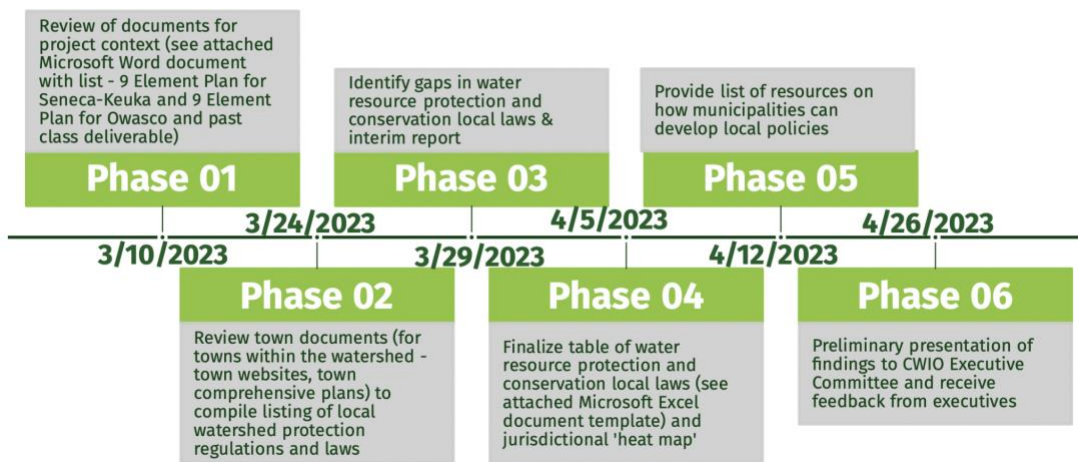 Review of documents for
project context (see attached
Microsoft Word document
with list - 9 Element Plan for
Seneca-Keuka and 9 Element
Plan for Owasco and past
class deliverable)
Phase 01
3/10/2023
3/24/2023
Phase 02
Review town documents (for
towns within the watershed -
town websites, town
comprehensive plans) to
compile listing of local
watershed protection
regulations and laws
Identify gaps in water
resource protection and
conservation local laws &
interim report
Phase 03
3/29/2023
4/5/2023
Phase 04
Finalize table of water
resource protection and
conservation local laws (see
attached Microsoft Excel
document template) and
jurisdictional 'heat map'
Provide list of resources on
how municipalities can
develop local policies
Phase 05
4/12/2023
4/26/2023
Phase 06
Preliminary presentation of
findings to CWIO Executive
Committee and receive
feedback from executives